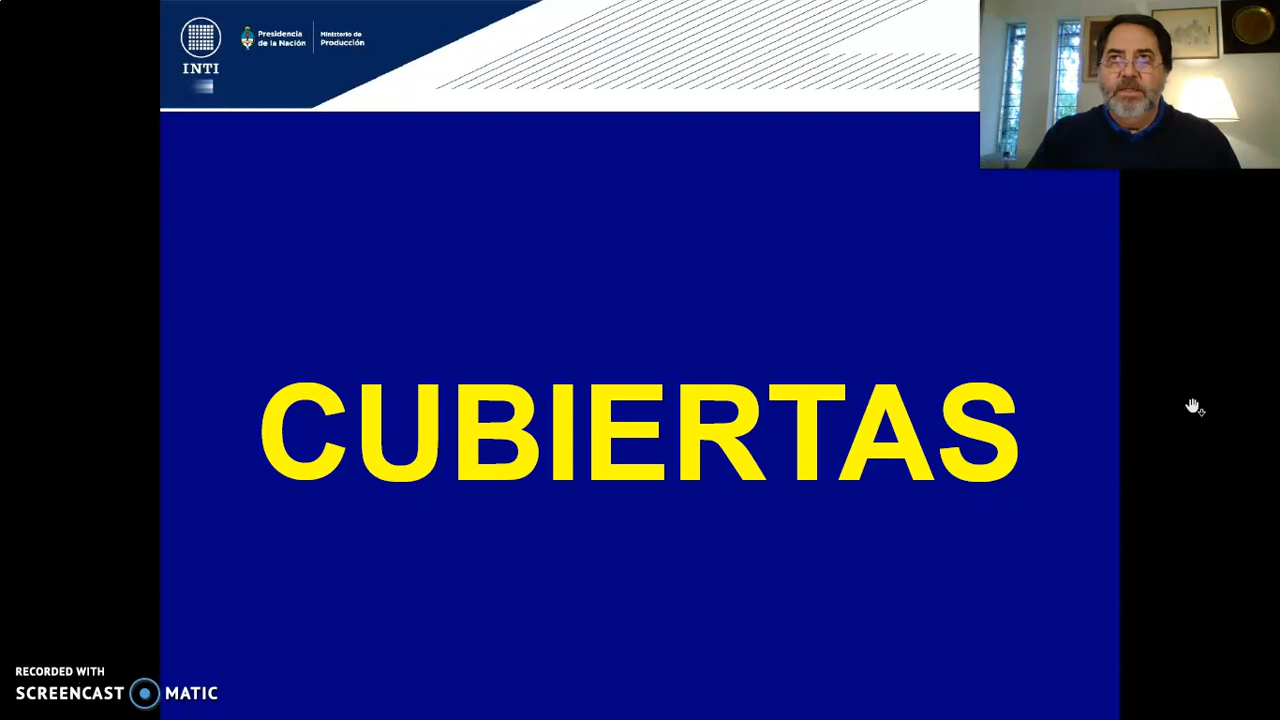 INTI
Presidencia
de la Nación
Ministerio de
Producción
CUBIERTAS
RECORDED WITH
SCREENCAST MATIC